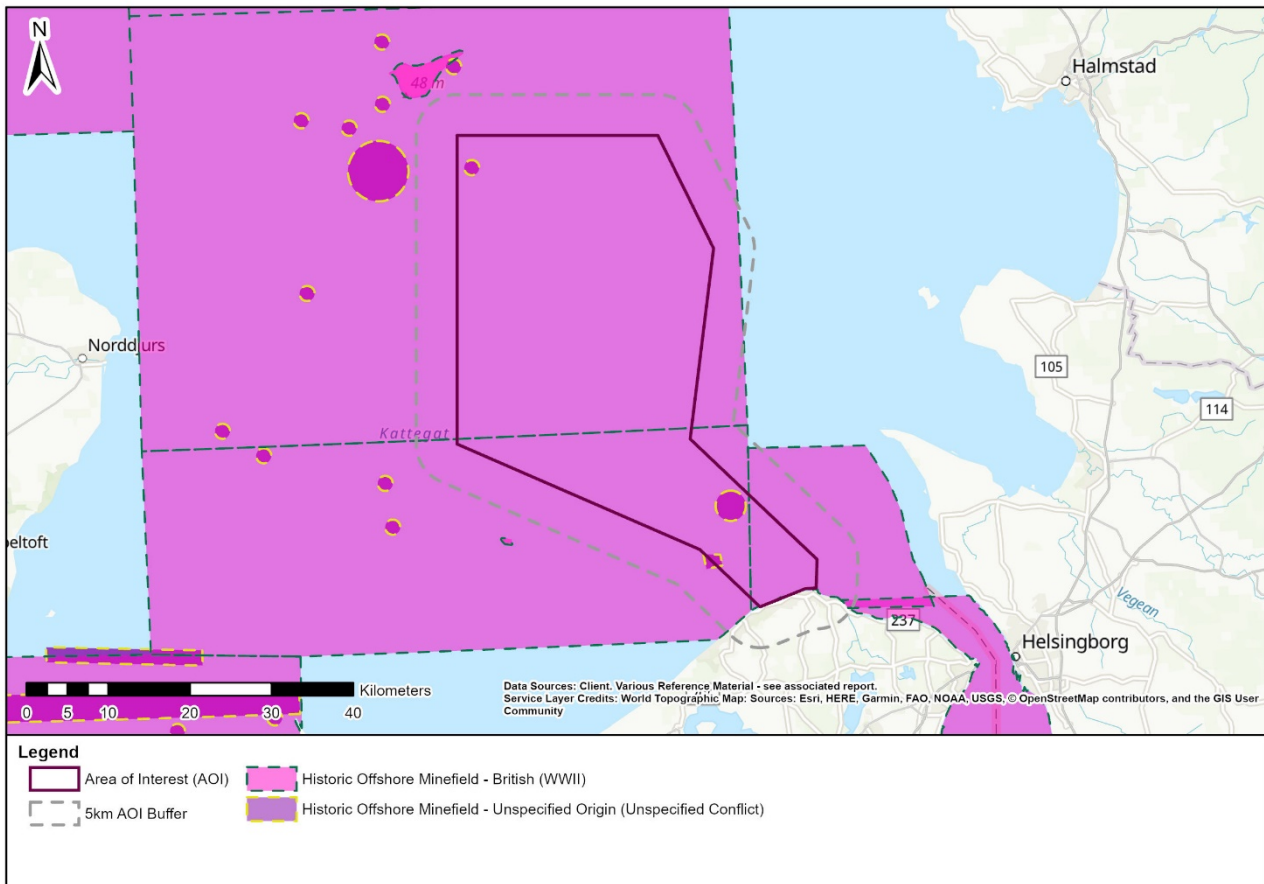 N
Halmstad
48 m
Norddjurs
105
114
Kattegat
eltoft
Vegean
237
Helsingborg
Kilometers
0 5 10 20 30 40
Data Sources: Client. Various Reference Material - see associated report.
Service Layer Credits: World Topographic Map: Sources: Esri, HERE, Garmin, FAO, NOAA, USGS, © OpenStreetMap contributors, and the GIS User
Community
Legend
Area of Interest (AOI)
5km AOI Buffer
Historic Offshore Minefield - British (WWII)
Historic Offshore Minefield - Unspecified Origin (Unspecified Conflict)